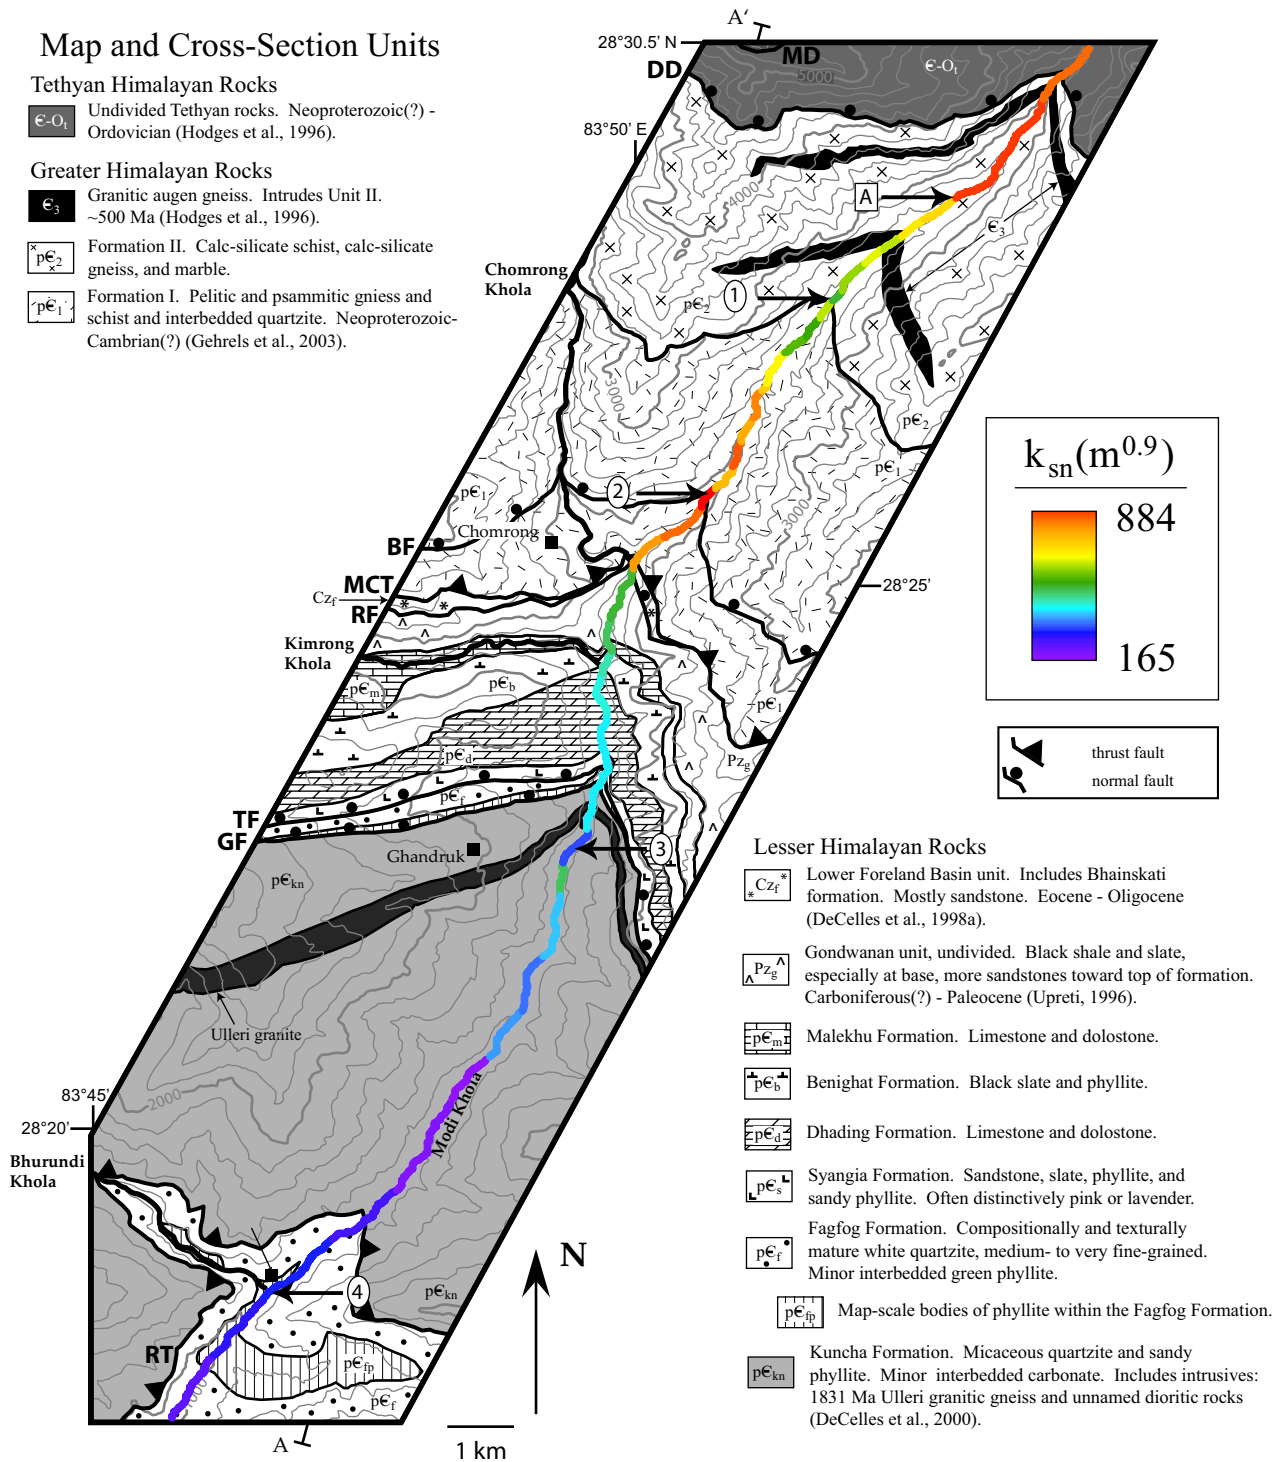 Map and Cross-Section Units
Tethyan Himalayan Rocks
Є-Ot
Undivided Tethyan rocks. Neoproterozoic(?) -
Ordovician (Hodges et al., 1996).
Greater Himalayan Rocks
Є3
Granitic augen gneiss. Intrudes Unit II.
~500 Ma (Hodges et al., 1996).
pЄ2
Formation II. Calc-silicate schist, calc-silicate
gneiss, and marble.
pЄ1
Formation I. Pelitic and psammitic gniess and
schist and interbedded quartzite. Neoproterozoic-
Cambrian(?) (Gehrels et al., 2003).
A‘
28°30.5’ N
MD
DD
5000
Є-Ot
83°50’ E
4000
A
Є3
Chomrong
Khola
pЄ2
1
3000
pЄ2
pЄ1
pЄ1
2
3000
Chomrong
BF
MCT
Czf
RF
28°25’
Kimrong
Khola
pЄm
pЄb
pЄ1
pЄd
Pzg
pЄf
TF
GF
Ghandruk
3
pЄkn
Ulleri granite
Modi Khola
2000
83°45’
28°20’
Bhurundi
Khola
4
pЄkn
RT
pЄfp
pЄf
A
N
1 km
ksn(m0.9)
884
165
thrust fault
normal fault
Lesser Himalayan Rocks
Czf
Lower Foreland Basin unit. Includes Bhainskati
formation. Mostly sandstone. Eocene - Oligocene
(DeCelles et al., 1998a).
Pzg
Gondwanan unit, undivided. Black shale and slate,
especially at base, more sandstones toward top of formation.
Carboniferous(?) - Paleocene (Upreti, 1996).
pЄm
Malekhu Formation. Limestone and dolostone.
pЄb
Benighat Formation. Black slate and phyllite.
pЄd
Dhading Formation. Limestone and dolostone.
pЄs
Syangia Formation. Sandstone, slate, phyllite, and
sandy phyllite. Often distinctively pink or lavender.
pЄf
Fagfog Formation. Compositionally and texturally
mature white quartzite, medium- to very fine-grained.
Minor interbedded green phyllite.
pЄfp
Map-scale bodies of phyllite within the Fagfog Formation.
pЄkn
Kuncha Formation. Micaceous quartzite and sandy
phyllite. Minor interbedded carbonate. Includes intrusives:
1831 Ma Ulleri granitic gneiss and unnamed dioritic rocks
(DeCelles et al., 2000).